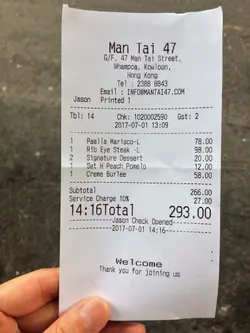 Man Tai 47
G/F, 47 Man Tai Street,
Whampoa, Kowloon,
Hong Kong
Tel : 2388 8843
Email : INFO@MANTAI47.COM
Jason Printed 1
Tbl: 14 Chk: 1020002590 Gst: 2
2017-07-01 13:09
1 Paella Marisco-L 78.00
1 Rib Eye Steak -L 98.00
2 Signature Dessert 20.00
1 Set H Peach Pomelo 12.00
1 Creme Burlee 58.00
Subtotal 266.00
Service Charge 10% 27.00
14:16Total 293.00
Jason Check Opened
2017-07-01 14:16
Welcome
Thank you for joining us